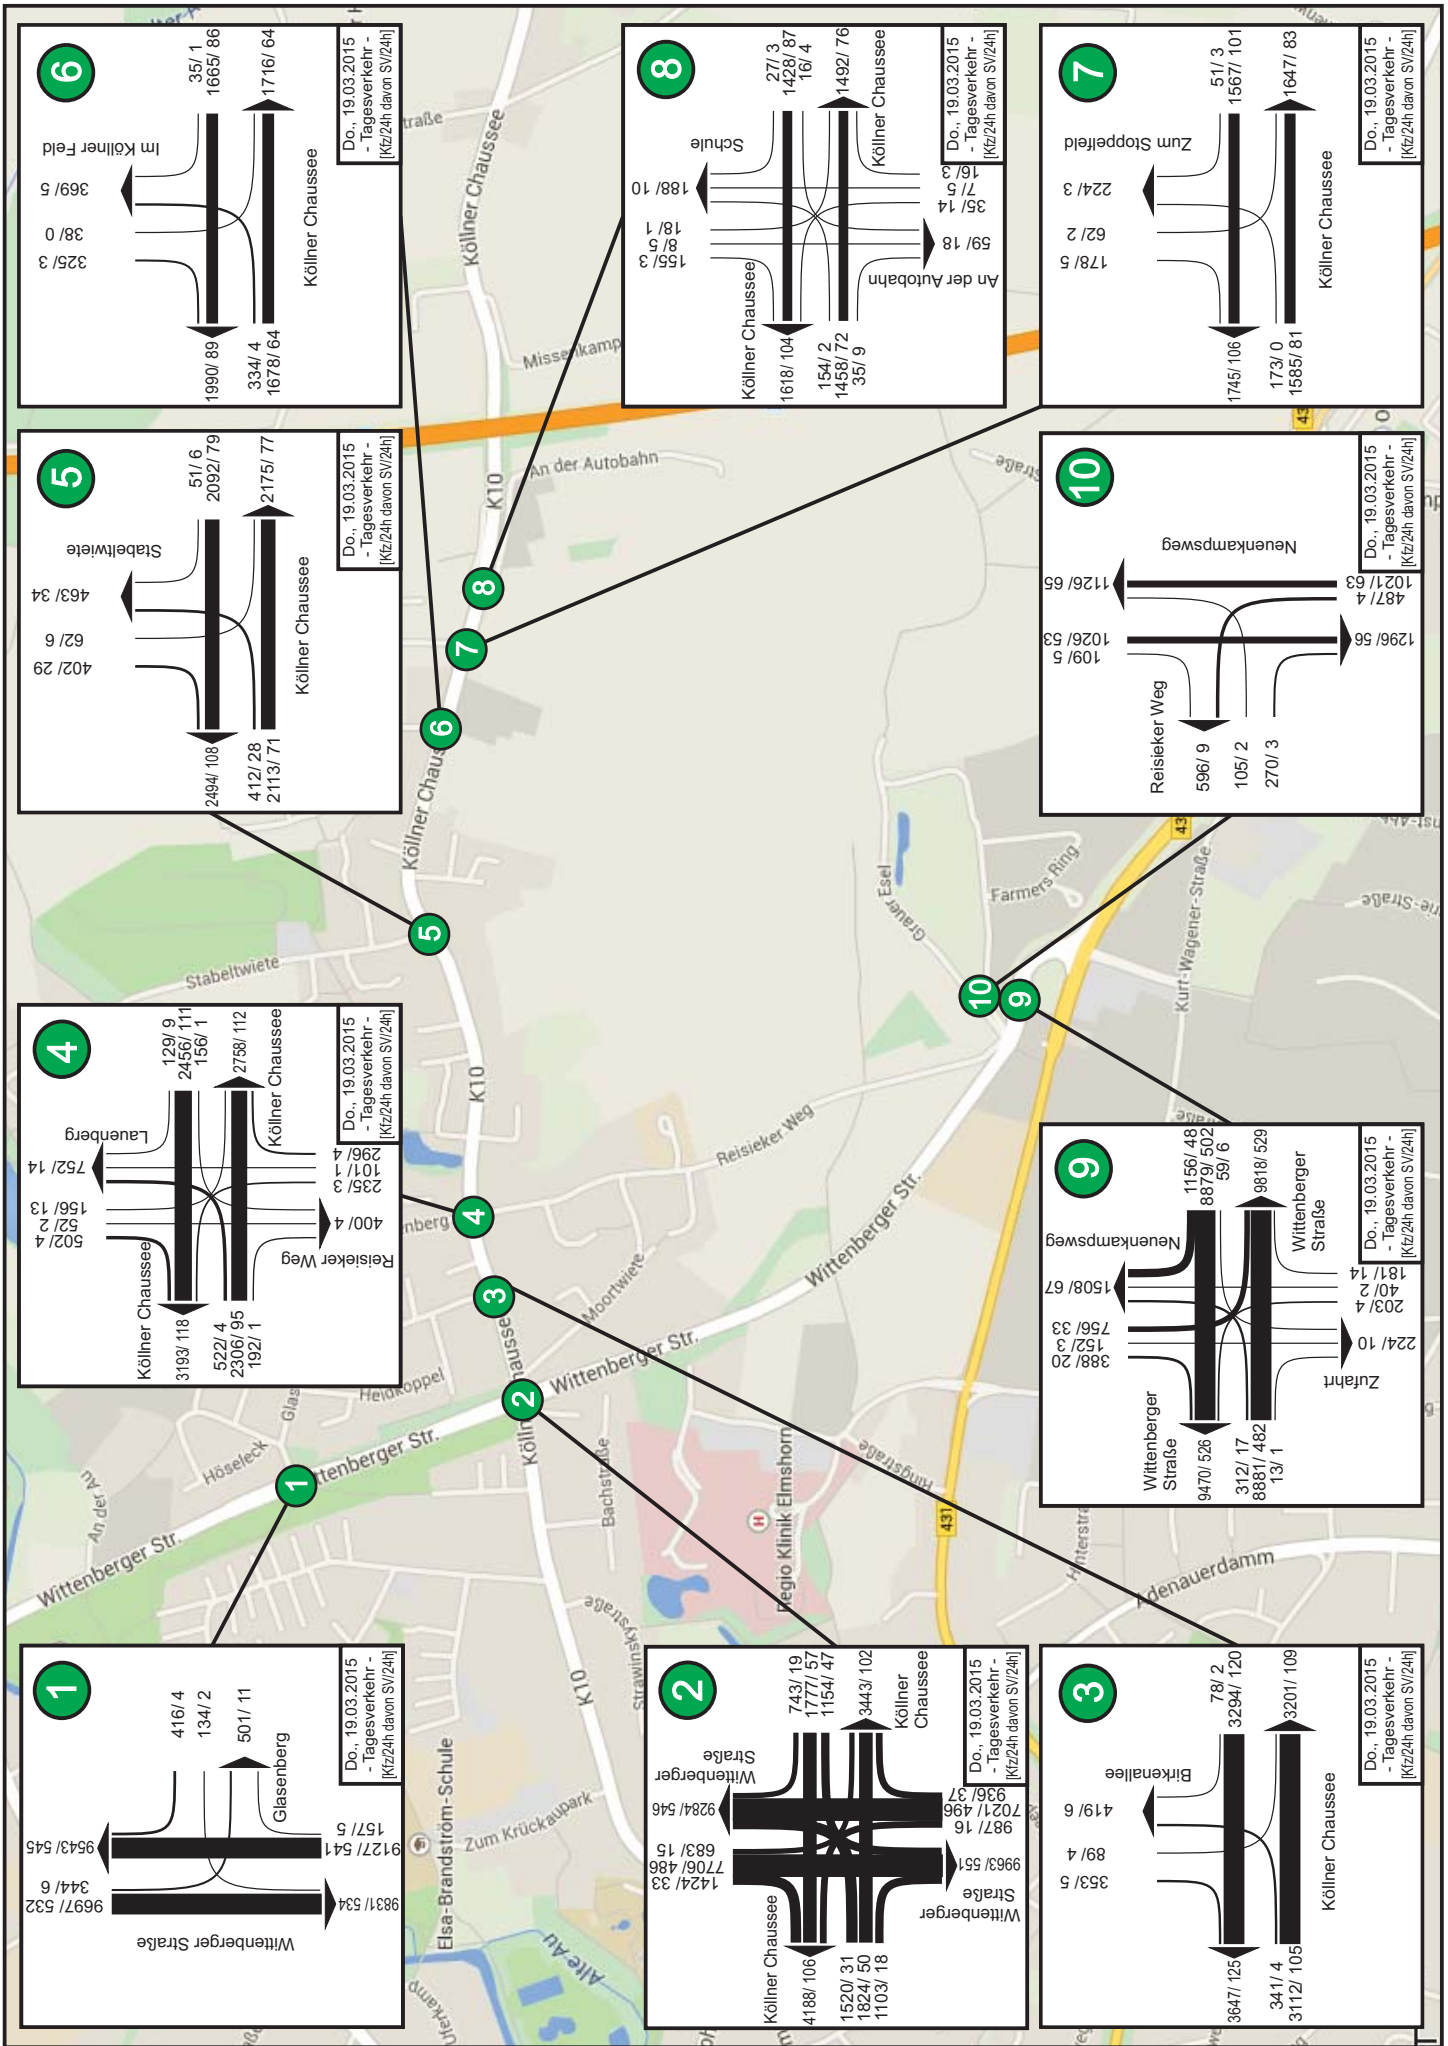 1
9697/ 532
344/ 6
9543/ 545
416/ 4
134/ 2
501/ 11
Glasenberg
157/ 5
9127/ 541
9831/ 534
Wittenberger Straße
Do., 19.03.2015
- Tagesverkehr -
[Kfz/24h davon SV/24h]
2
Köllner Chaussee
1424/ 33
7706/ 486
683/ 15
9284/ 546
Wittenberger
Straße
743/ 19
1777/ 57
1154/ 47
3443/ 102
Köllner
Chaussee
4188/ 106
1520/ 31
1824/ 50
1103/ 18
936/ 37
7021/ 496
987/ 16
9963/ 551
Wittenberger
Straße
Do., 19.03.2015
- Tagesverkehr -
[Kfz/24h davon SV/24h]
3
353/ 5
89/ 4
419/ 6
Birkenallee
78/ 2
3294/ 120
3201/ 109
3647/ 125
341/ 4
3112/ 105
Köllner Chaussee
Do., 19.03.2015
- Tagesverkehr -
[Kfz/24h davon SV/24h]
4
Köllner Chaussee
502/ 4
52/ 2
156/ 13
752/ 14
Lauenberg
129/ 9
2456/ 111
156/ 1
2758/ 112
Köllner Chaussee
3193/ 118
522/ 4
2306/ 95
192/ 1
296/ 4
101/ 1
235/ 3
400/ 4
Reisieker Weg
Do., 19.03.2015
- Tagesverkehr -
[Kfz/24h davon SV/24h]
5
402/ 29
62/ 6
463/ 34
Stabeltwiete
51/ 6
2092/ 79
2175/ 77
2494/ 108
412/ 28
2113/ 71
Köllner Chaussee
Do., 19.03.2015
- Tagesverkehr -
[Kfz/24h davon SV/24h]
6
325/ 3
38/ 0
369/ 5
Im Köllner Feld
35/ 1
1665/ 86
1716/ 64
1990/ 89
334/ 4
1678/ 64
Köllner Chaussee
Do., 19.03.2015
- Tagesverkehr -
[Kfz/24h davon SV/24h]
7
178/ 5
62/ 2
224/ 3
Zum Stoppelfeld
51/ 3
1567/ 101
1647/ 83
1745/ 106
173/ 0
1585/ 81
Köllner Chaussee
Do., 19.03.2015
- Tagesverkehr -
[Kfz/24h davon SV/24h]
8
Köllner Chaussee
155/ 3
8/ 5
18/ 1
188/ 10
Schule
27/ 3
1428/ 87
16/ 4
1492/ 76
Köllner Chaussee
1618/ 104
154/ 2
1458/ 72
35/ 9
16/ 3
7/ 5
35/ 14
59/ 18
An der Autobahn
Do., 19.03.2015
- Tagesverkehr -
[Kfz/24h davon SV/24h]
9
Wittenberger
Straße
388/ 20
152/ 3
756/ 33
1508/ 67
Neuenkampsweg
1156/ 48
8879/ 502
59/ 6
9818/ 529
Wittenberger
Straße
9470/ 526
312/ 17
8881/ 482
13/ 1
181/ 14
40/ 2
203/ 4
224/ 10
Zufahrt
Do., 19.03.2015
- Tagesverkehr -
[Kfz/24h davon SV/24h]
10
Reisieker Weg
109/ 5
1026/ 53
1126/ 65
Neuenkampsweg
596/ 9
105/ 2
270/ 3
1021/ 63
487/ 4
1296/ 56
Do., 19.03.2015
- Tagesverkehr -
[Kfz/24h davon SV/24h]
Wittenberger Str.
An der Au
Höseleck
Heidkoppel
Wittenberger Str.
Wittenberger Str.
Moortwiete
Reisieker Weg
Stabeltwiete
K10
K10
K10
Köllner Chaussee
An der Autobahn
Missenkamp
Grauer Esel
Farmers Ring
Kurt-Wagener-Straße
Bachstraße
Strawinskystraße
Ringstraße
Regio Klinik Elmshorn
H
431
Adenauerdamm
Elsa-Brandström-Schule
Zum Krückaupark
Alte Au
1
2
3
4
5
6
7
8
9
10